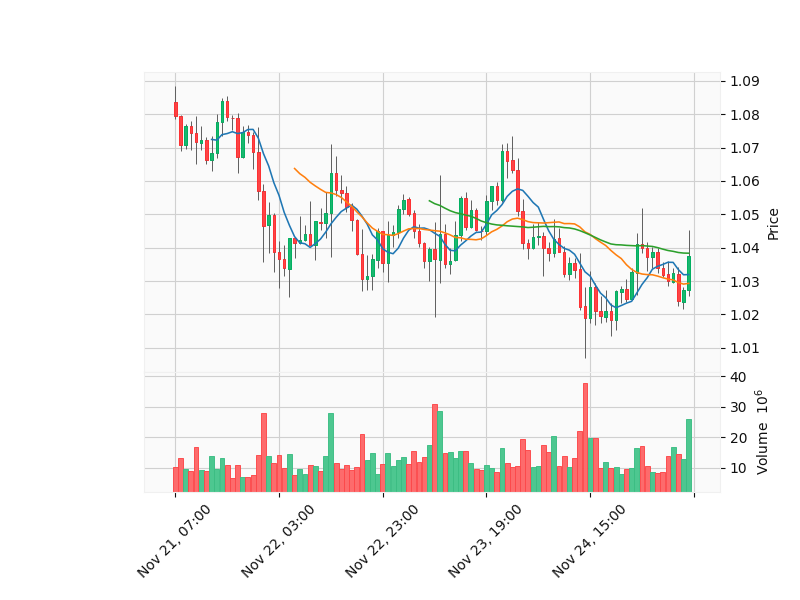 1.09
1.08
1.07
1.06
1.05
1.04
1.03
1.02
1.01
Price
40
30
20
10
Volume 10⁶
Nov 21, 07:00
Nov 22, 03:00
Nov 22, 23:00
Nov 23, 19:00
Nov 24, 15:00